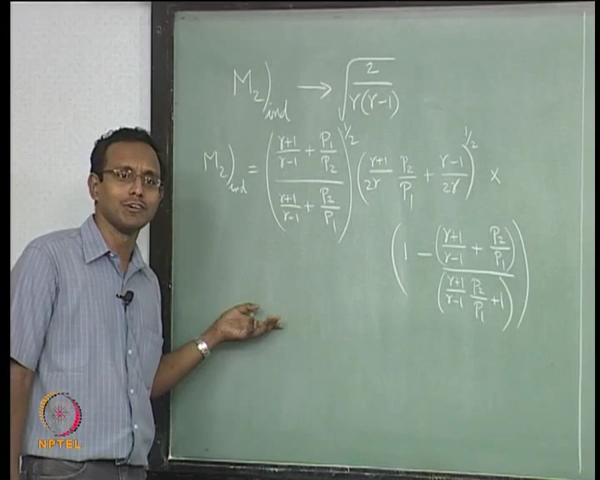 M₂)ind → √(2/(γ(γ-1)))
M₂)ind = (((γ+1)/(γ-1) + P₁/P₂)/((γ+1)/(γ-1) + P₂/P₁))^1/2 ((γ+1)/2γ P₂/P₁ + (γ-1)/2γ)^1/2 ×
(1 - ((γ+1)/(γ-1) + P₂/P₁)/((γ+1)/(γ-1) P₂/P₁ + 1))
NPTEL